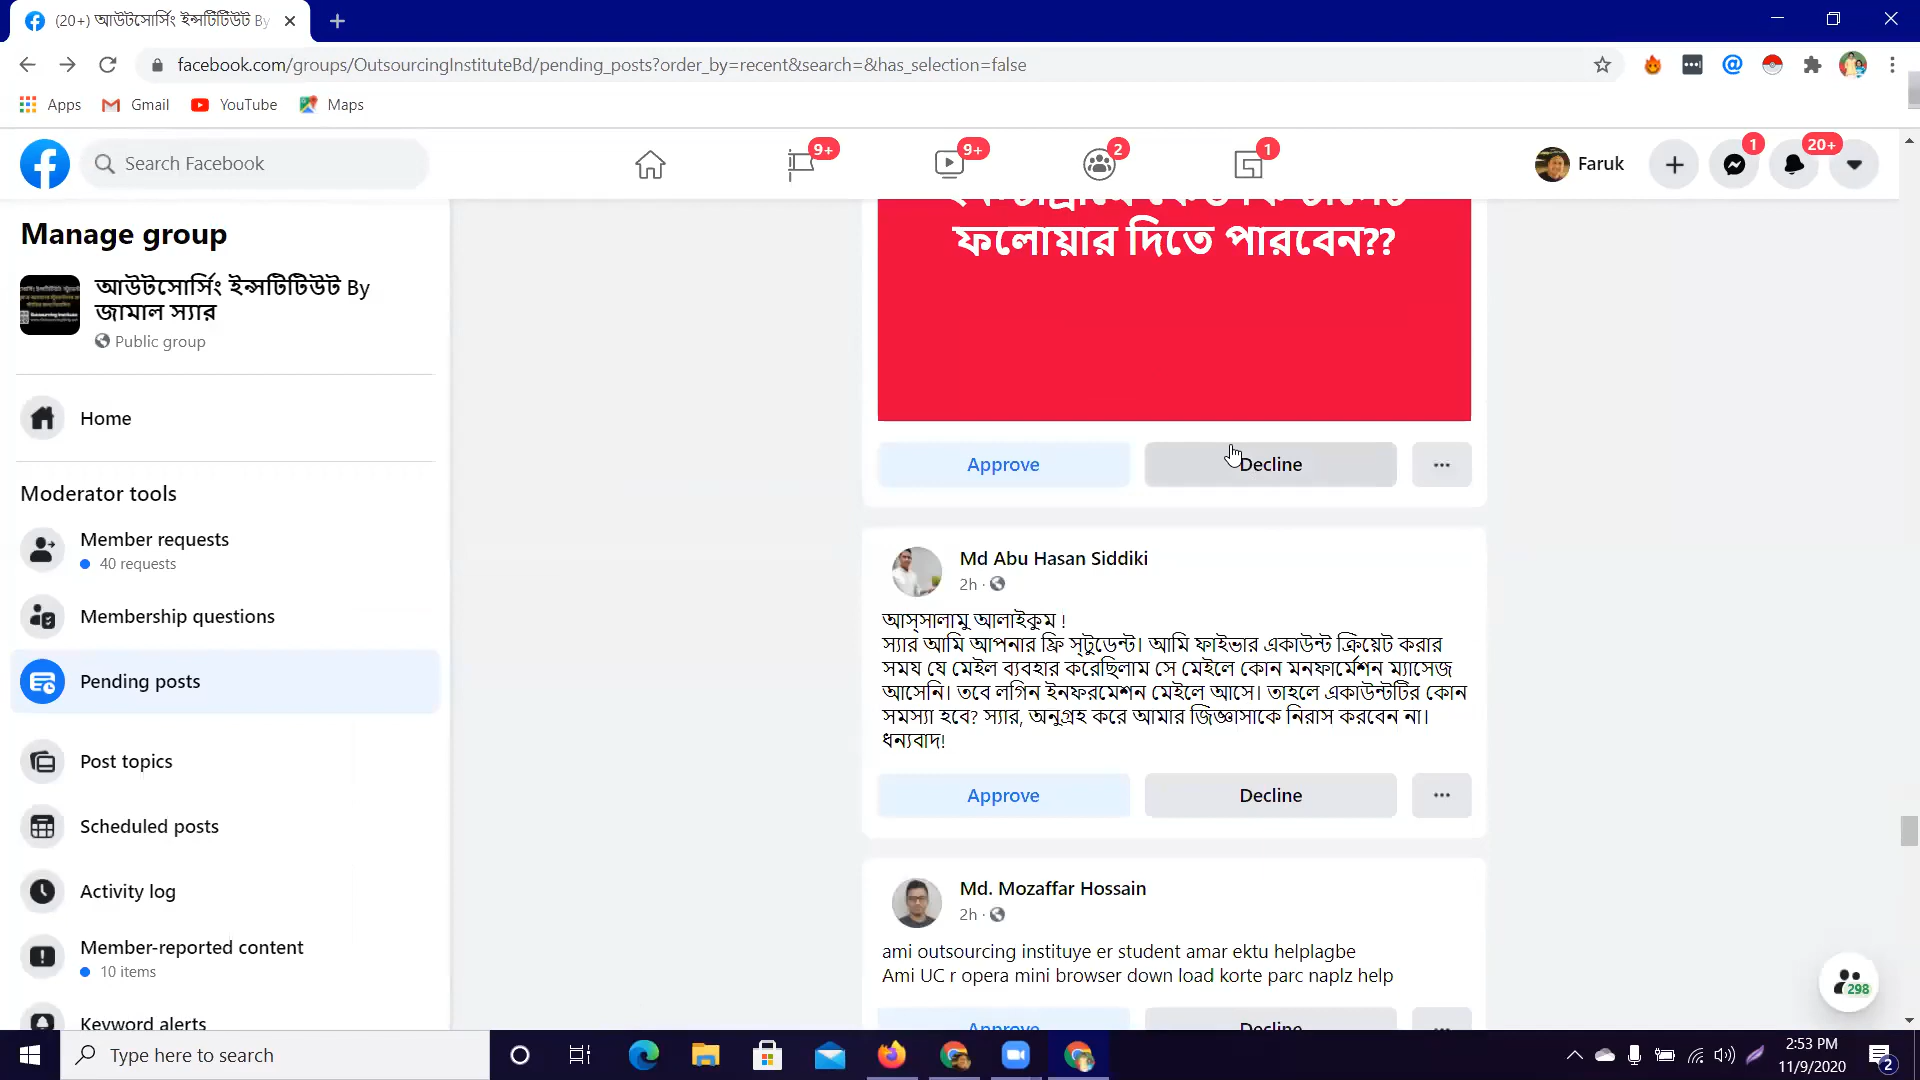 (20+) আউটসোর্সিং ইন্সটিটিউট By
facebook.com/groups/OutsourcingInstituteBd/pending_posts?order_by=recent&search=&has_selection=false
Apps
Gmail
YouTube
Maps
Search Facebook
9+
9+
2
1
Faruk
1
20+
Manage group
আউটসোর্সিং ইন্সটিটিউট By
জামাল স্যার
Public group
Home
Moderator tools
Member requests
40 requests
Membership questions
Pending posts
Post topics
Scheduled posts
Activity log
Member-reported content
10 items
Keyword alerts
ফলোয়ার দিতে পারবেন??
Approve
Decline
Md Abu Hasan Siddiki
2h
আস্সালামু আলাইকুম !
স্যার আমি আপনার ফ্রি স্টুডেন্ট। আমি ফাইভার একাউন্ট ক্রিয়েট করার
সময যে মেইল ব্যবহার করেছিলাম সে মেইলে কোন মনফার্মেশন ম্যাসেজ
আসেনি। তবে লগিন ইনফরমেশন মেইলে আসে। তাহলে একাউন্টটির কোন
সমস্যা হবে? স্যার, অনুগ্রহ করে আমার জিজ্ঞাসাকে নিরাস করবেন না।
ধন্যবাদ!
Approve
Decline
Md. Mozaffar Hossain
2h
ami outsourcing instituye er student amar ektu helplagbe
Ami UC r opera mini browser down load korte parc naplz help
Approve
Decline
298
Type here to search
2:53 PM
11/9/2020
2